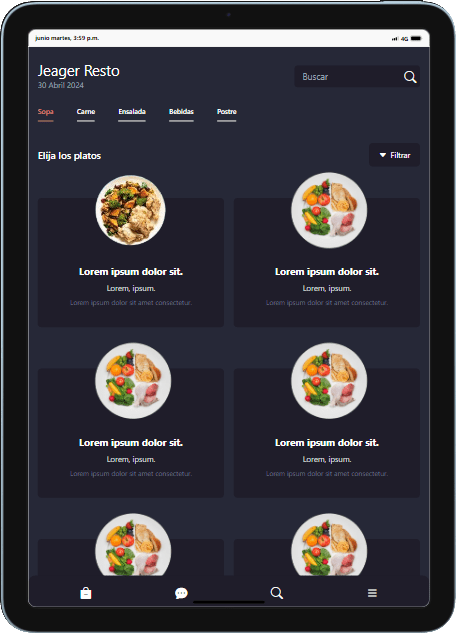 junio martes, 3:59 p.m.
4G
Jeager Resto
30 Abril 2024
Buscar
Sopa Carne Ensalada Bebidas Postre
Elija los platos
Filtrar
Lorem ipsum dolor sit. Lorem ipsum dolor sit.
Lorem, ipsum. Lorem, ipsum.
Lorem ipsum dolor sit amet consectetur. Lorem ipsum dolor sit amet consectetur.
Lorem ipsum dolor sit. Lorem ipsum dolor sit.
Lorem, ipsum. Lorem, ipsum.
Lorem ipsum dolor sit amet consectetur. Lorem ipsum dolor sit amet consectetur.